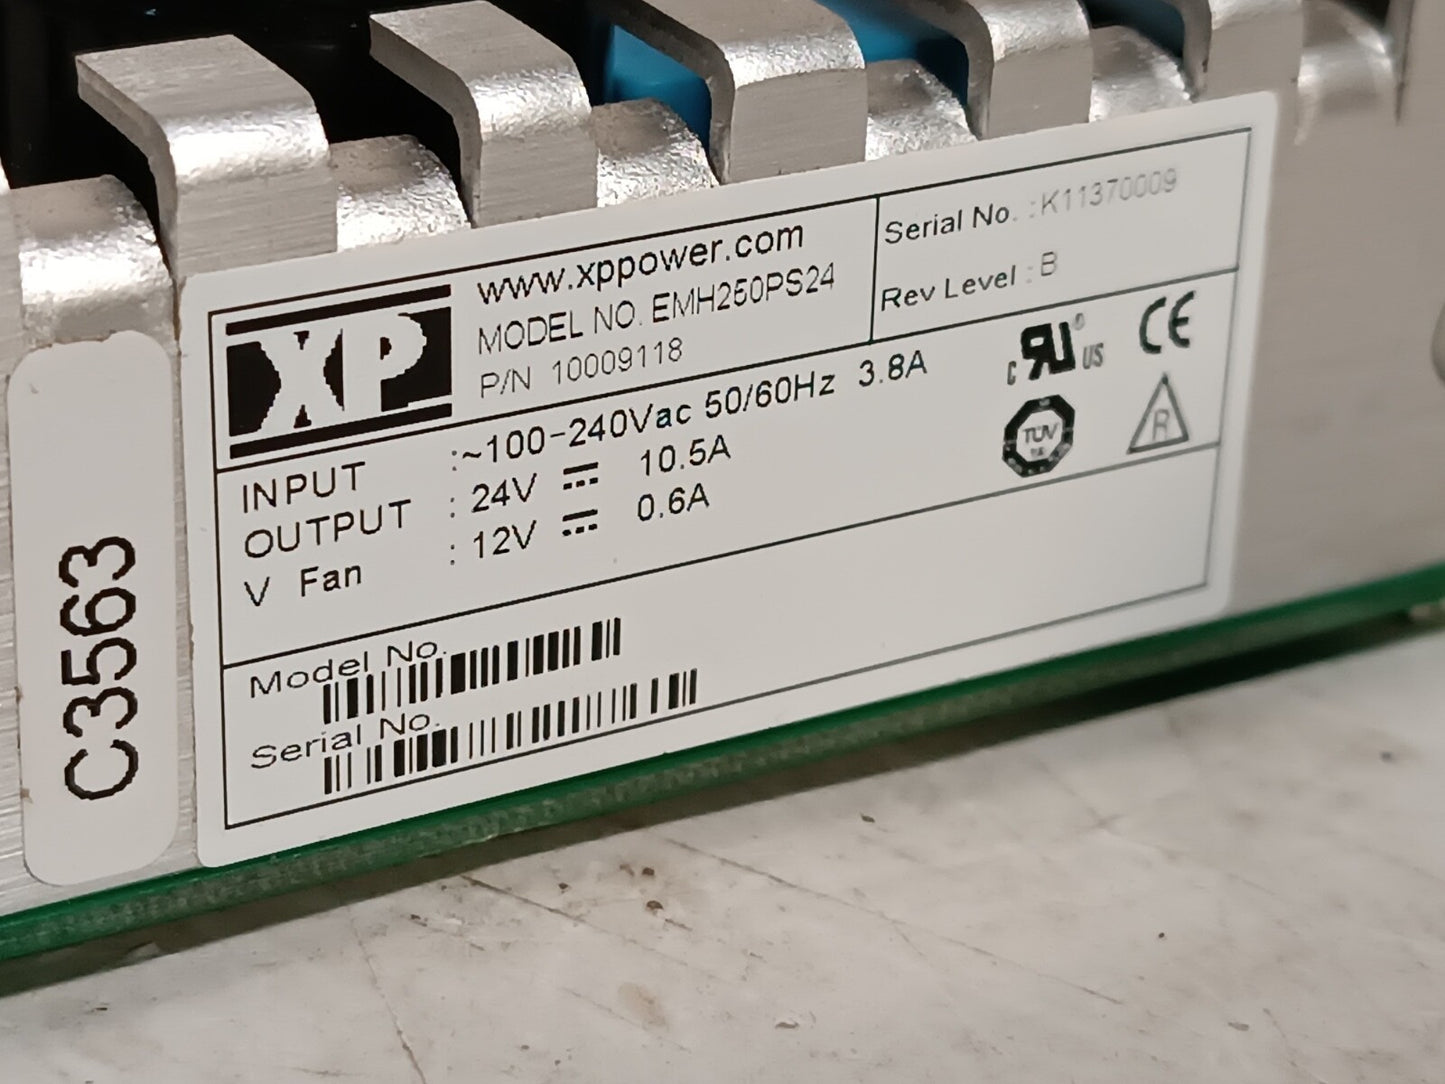 XP
www.xppower.com
MODEL NO. EMH250PS24
P/N 10009118
Serial No. : K11370009
Rev Level : B
INPUT :~100-240Vac 50/60Hz 3.8A
OUTPUT : 24V ⎓ 10.5A
V Fan : 12V ⎓ 0.6A
c RU US
CE
TÜV
R
Model No.
Serial No.
C3563